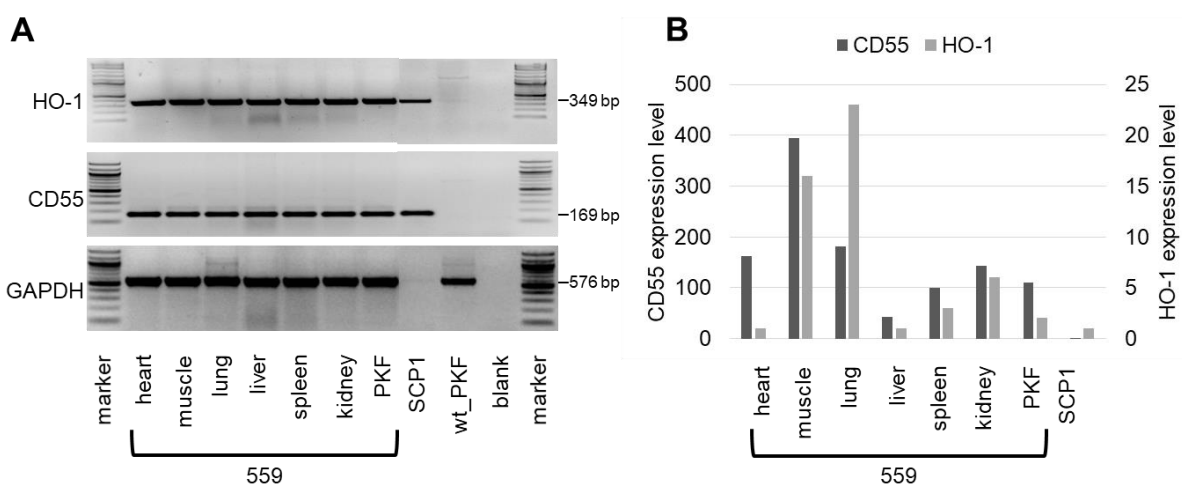 A
HO-1
349 bp
CD55
169 bp
GAPDH
576 bp
marker
heart
muscle
lung
liver
spleen
kidney
PKF
SCP1
wt_PKF
blank
marker
559
B
CD55 HO-1
CD55 expression level
500
400
300
200
100
0
25
20
15
10
5
0
HO-1 expression level
heart
muscle
lung
liver
spleen
kidney
PKF
SCP1
559